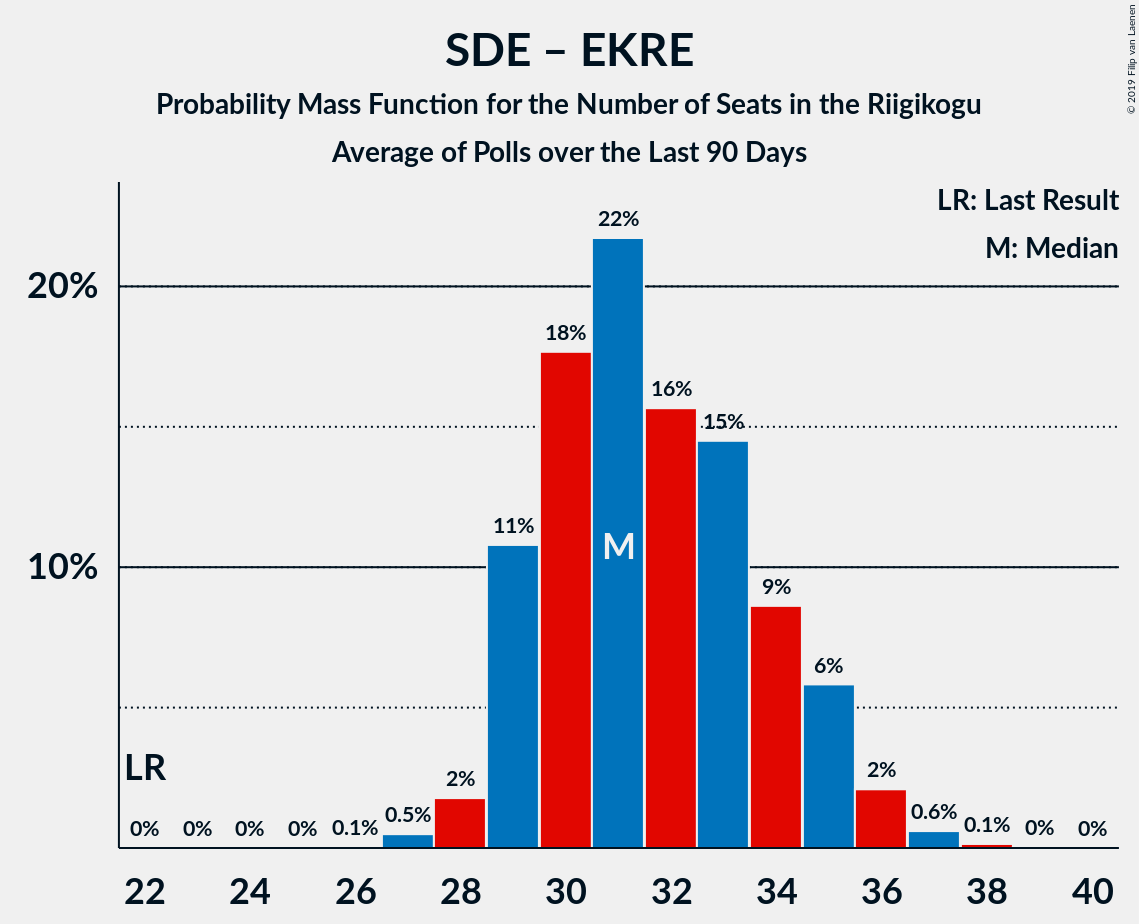 SDE – EKRE
Probability Mass Function for the Number of Seats in the Riigikogu
Average of Polls over the Last 90 Days
© 2019 Filip van Laenen
LR: Last Result
M: Median
20%
10%
LR
M
0%
0%
0%
0%
0.1%
0.5%
2%
11%
18%
22%
16%
15%
9%
6%
2%
0.6%
0.1%
0%
0%
22 24 26 28 30 32 34 36 38 40